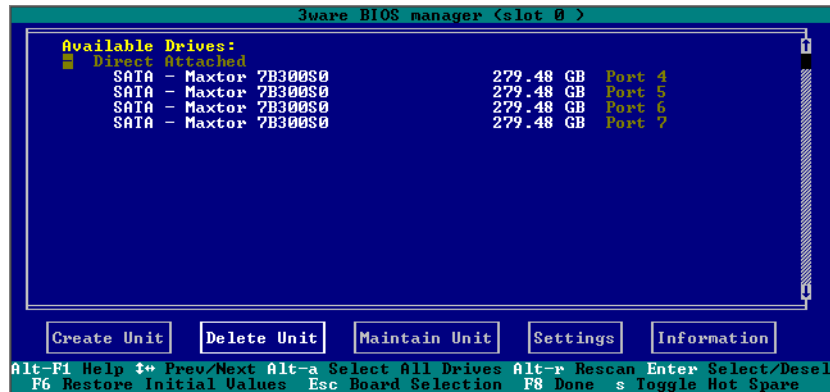 3ware BIOS manager (slot 0 )
Available Drives:
Direct Attached
SATA - Maxtor 7B300S0 279.48 GB Port 4
SATA - Maxtor 7B300S0 279.48 GB Port 5
SATA - Maxtor 7B300S0 279.48 GB Port 6
SATA - Maxtor 7B300S0 279.48 GB Port 7
Create Unit Delete Unit Maintain Unit Settings Information
Alt-F1 Help ↕↔ Prev/Next Alt-a Select All Drives Alt-r Rescan Enter Select/Desel
F6 Restore Initial Values Esc Board Selection F8 Done s Toggle Hot Spare